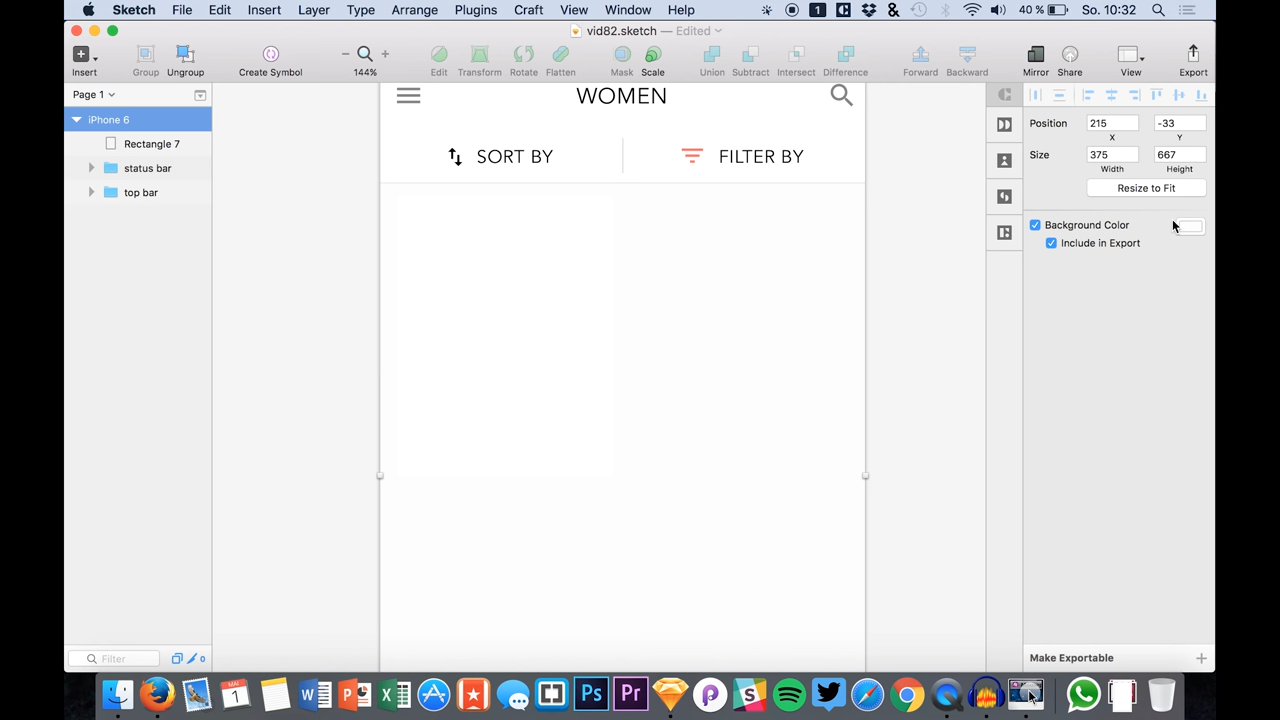 Sketch File Edit Insert Layer Type Arrange Plugins Craft View Window Help 1 & 40 % So. 10:32
vid82.sketch — Edited
Insert Group Ungroup Create Symbol 144% Edit Transform Rotate Flatten Mask Scale Union Subtract Intersect Difference Forward Backward Mirror Share View Export
Page 1
iPhone 6
Rectangle 7
status bar
top bar
Filter
0
WOMEN
SORT BY
FILTER BY
Position 215 -33
X Y
Size 375 667
Width Height
Resize to Fit
Background Color
Include in Export
Make Exportable
MAI
1
W P X Ps Pr